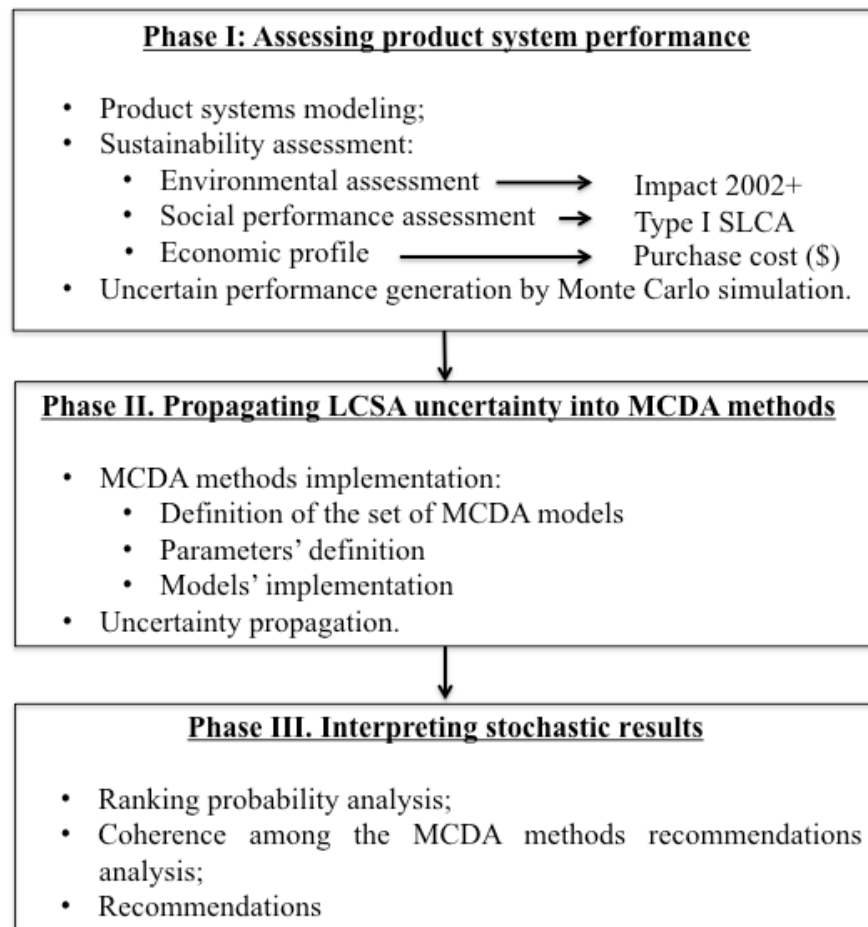 Phase I: Assessing product system performance
• Product systems modeling;
• Sustainability assessment:
• Environmental assessment Impact 2002+
• Social performance assessment Type I SLCA
• Economic profile Purchase cost ($)
• Uncertain performance generation by Monte Carlo simulation.
Phase II. Propagating LCSA uncertainty into MCDA methods
• MCDA methods implementation:
• Definition of the set of MCDA models
• Parameters’ definition
• Models’ implementation
• Uncertainty propagation.
Phase III. Interpreting stochastic results
• Ranking probability analysis;
• Coherence among the MCDA methods recommendations
analysis;
• Recommendations